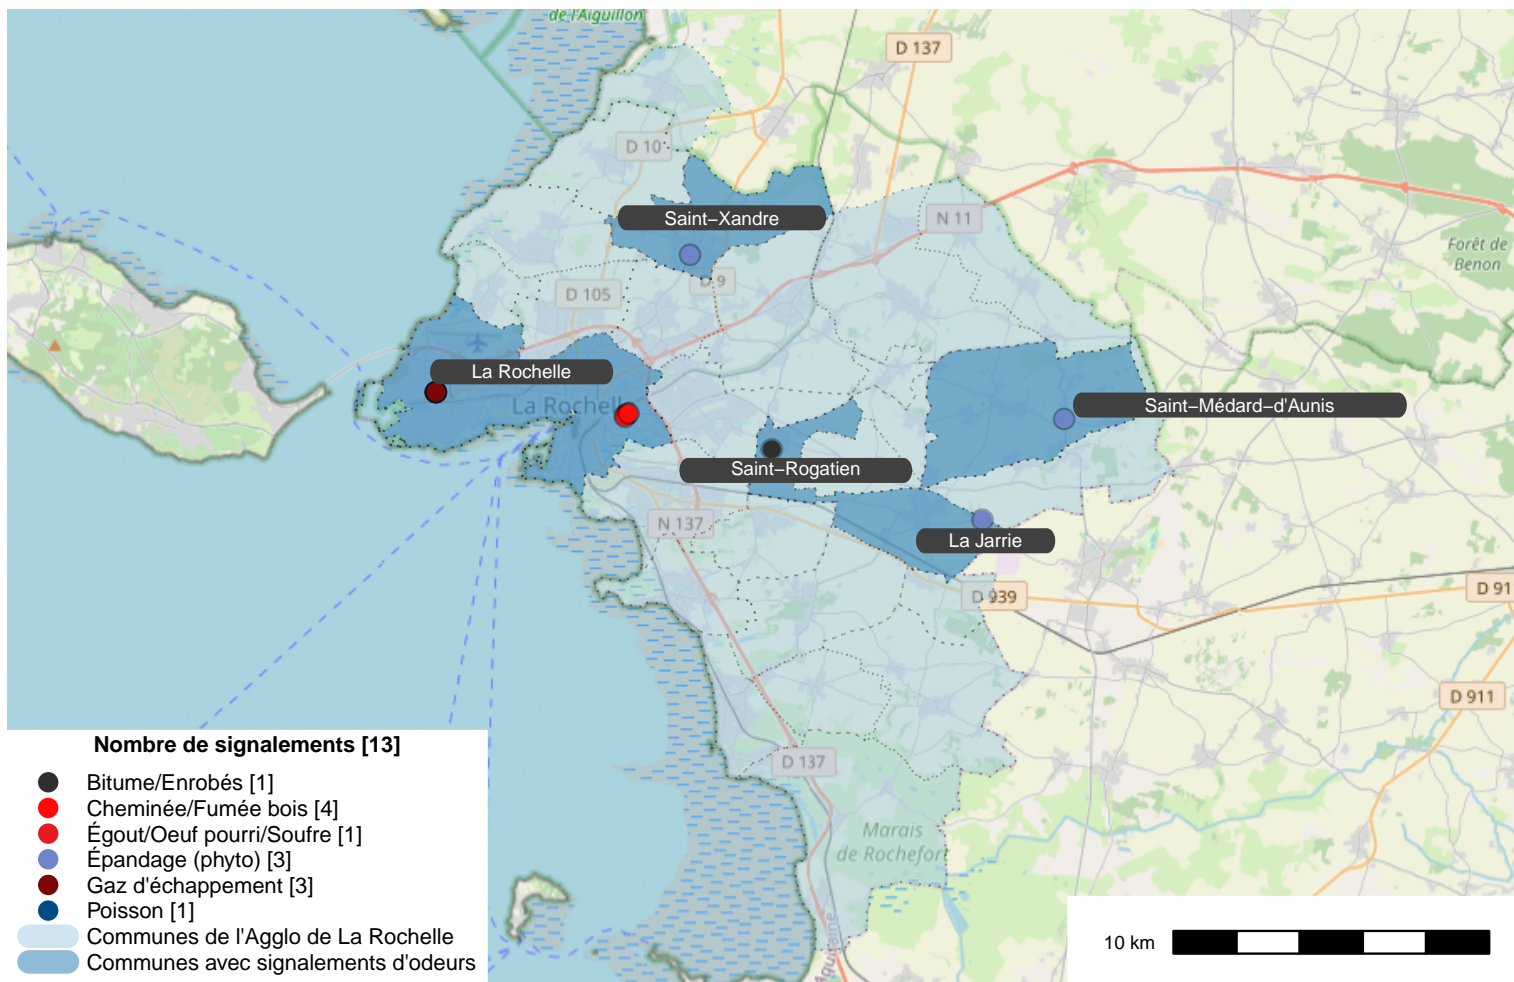 de l'Aiguillon
D 137
D 10
Saint-Xandre
N 11
Forêt de
Benon
D 9
D 105
La Rochelle
La Rochell
Saint-Médard-d'Aunis
Saint-Rogatien
N 137
La Jarrie
D 939
D 91
D 911
D 137
Marais
de Rochefort
Aquitaine
Nombre de signalements [13]
Bitume/Enrobés [1]
Cheminée/Fumée bois [4]
Égout/Oeuf pourri/Soufre [1]
Épandage (phyto) [3]
Gaz d'échappement [3]
Poisson [1]
Communes de l'Agglo de La Rochelle
Communes avec signalements d'odeurs
10 km